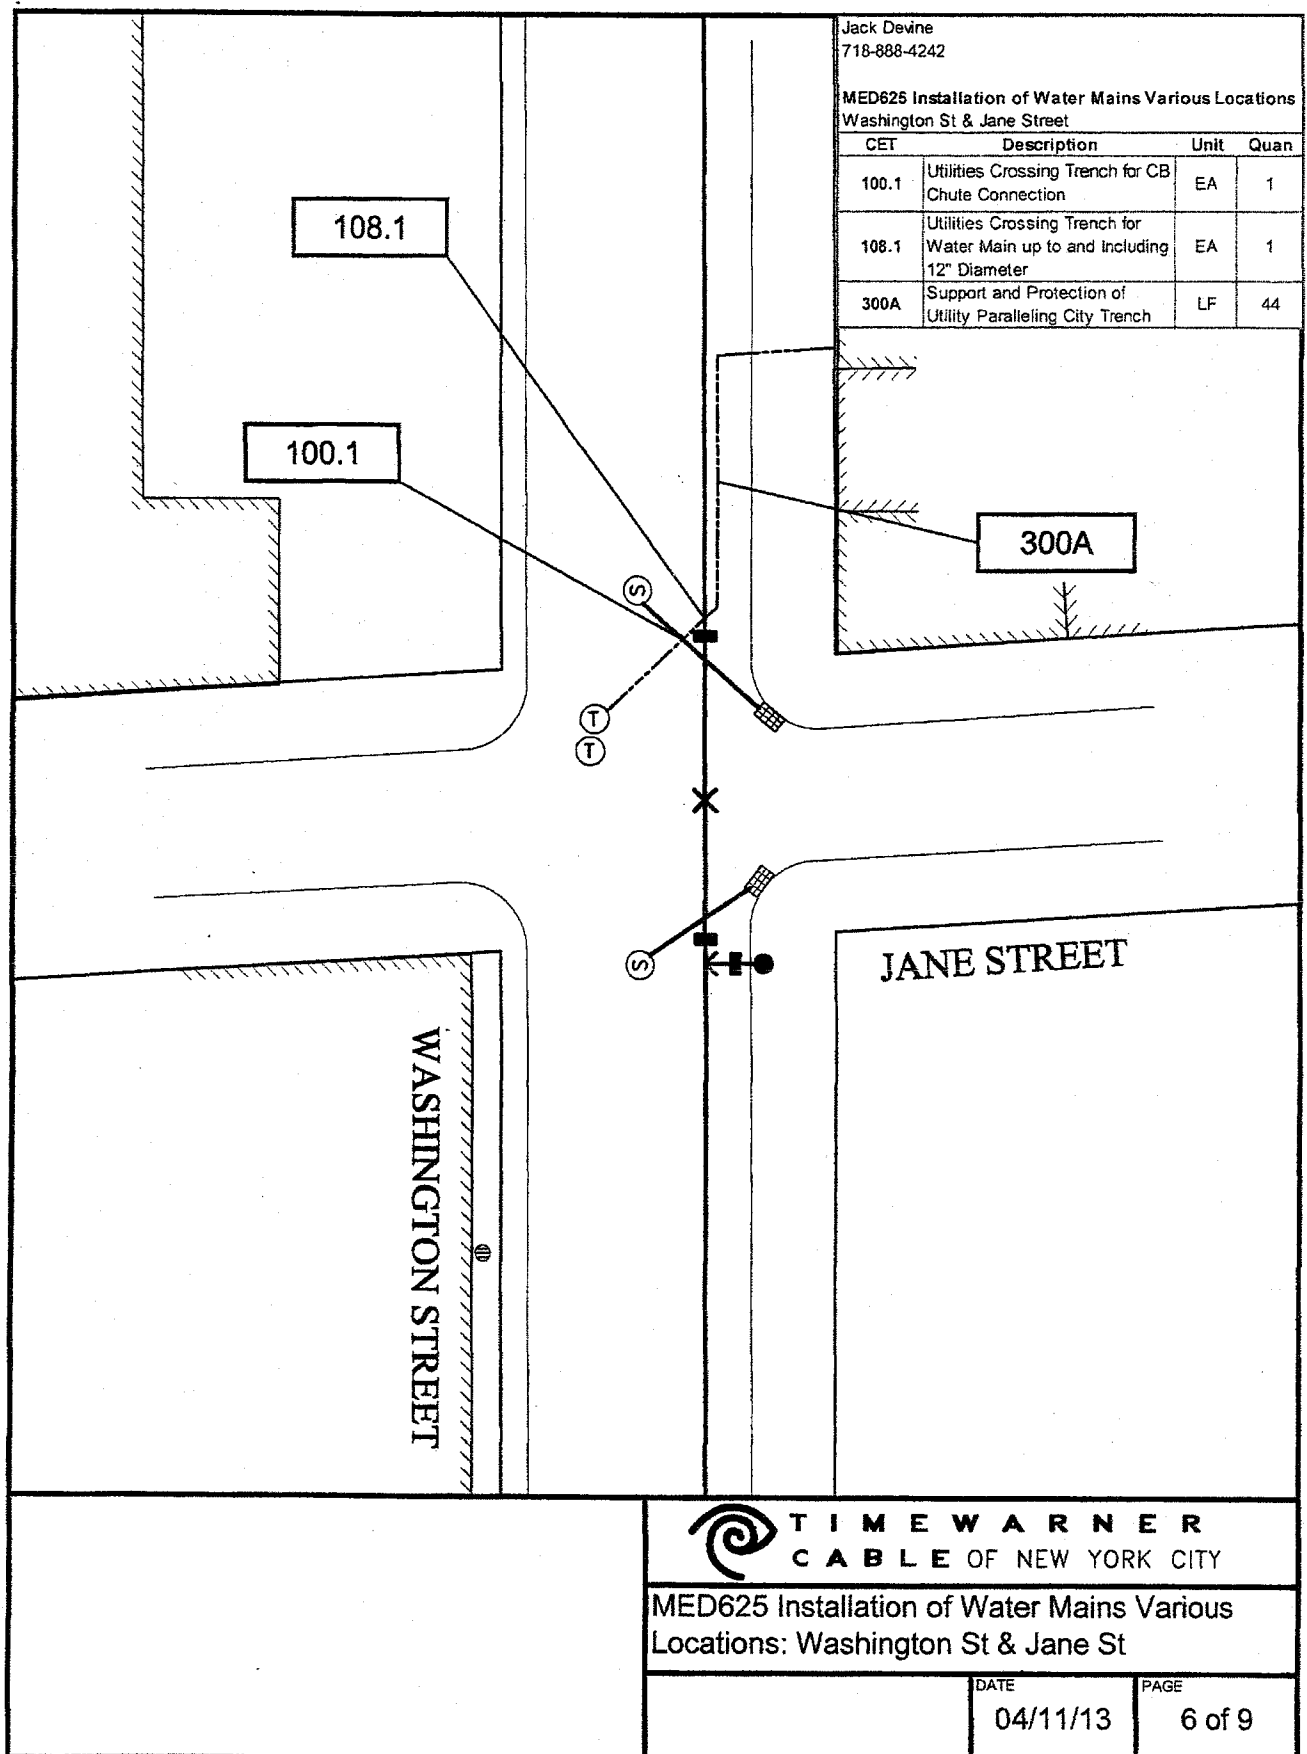 Jack Devine
718-888-4242
MED625 Installation of Water Mains Various Locations
Washington St & Jane Street
CET Description Unit Quan
100.1 Utilities Crossing Trench for CB Chute Connection EA 1
108.1 Utilities Crossing Trench for Water Main up to and Including 12" Diameter EA 1
300A Support and Protection of Utility Paralleling City Trench LF 44
108.1
100.1
300A
S
T
T
S
JANE STREET
WASHINGTON STREET
TIMEWARNER
CABLE OF NEW YORK CITY
MED625 Installation of Water Mains Various
Locations: Washington St & Jane St
DATE
04/11/13
PAGE
6 of 9